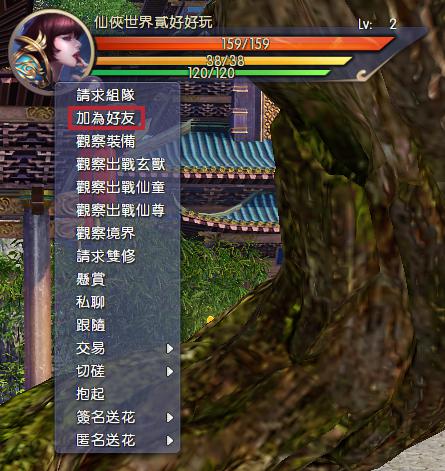 仙俠世界貳好好玩
Lv: 2
159/159
38/38
120/120
請求組隊
加為好友
觀察裝備
觀察出戰玄獸
觀察出戰仙童
觀察出戰仙尊
觀察境界
請求雙修
懸賞
私聊
跟隨
交易
切磋
抱起
簽名送花
匿名送花